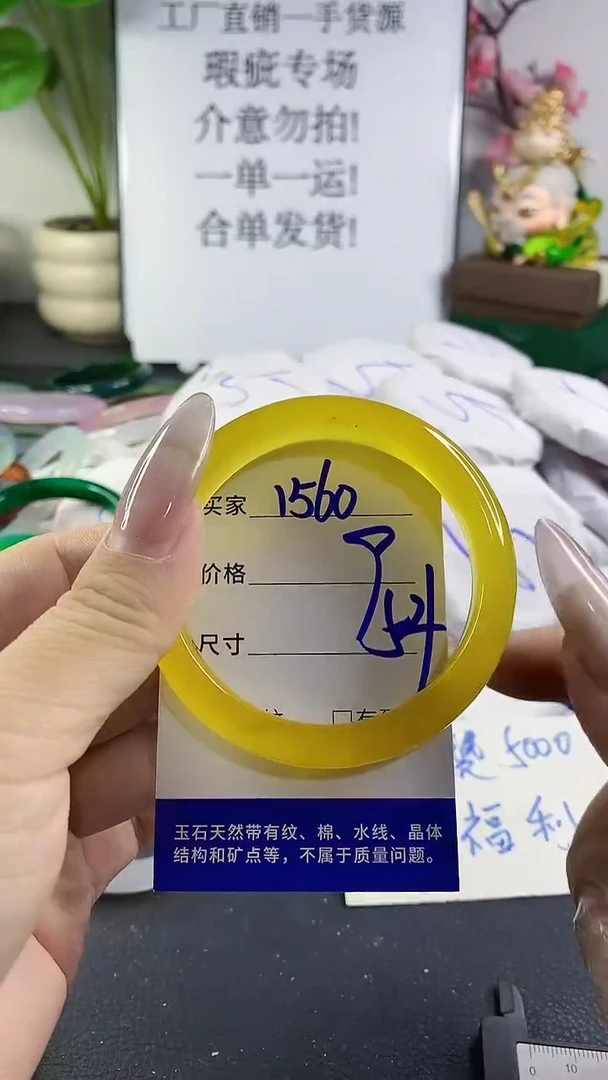 工厂直销一手货源
瑕疵专场
介意勿拍!
一单一运!
合单发货!
买家 1560
价格
尺寸
5000
福利
玉石天然带有纹、棉、水线、晶体
结构和矿点等，不属于质量问题。
0 10